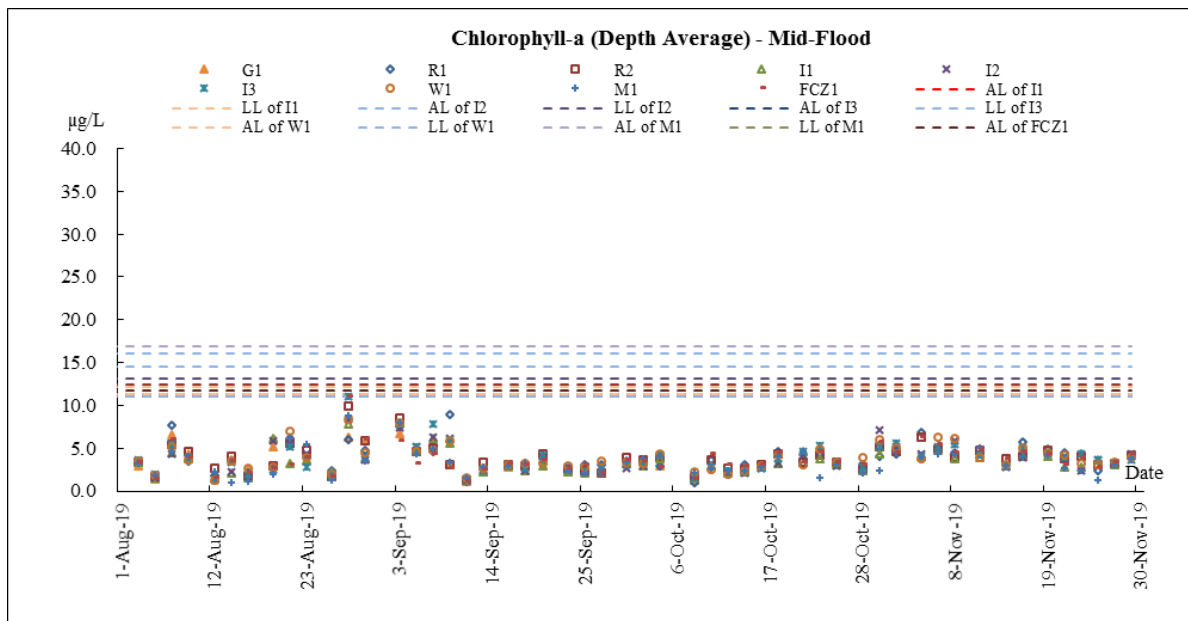 Chlorophyll-a (Depth Average) - Mid-Flood
G1 R1 R2 I1 I2
I3 W1 M1 FCZ1 AL of I1
LL of I1 AL of I2 LL of I2 AL of I3 LL of I3
AL of W1 LL of W1 AL of M1 LL of M1 AL of FCZ1
µg/L
40.0
35.0
30.0
25.0
20.0
15.0
10.0
5.0
0.0
Date
1-Aug-19 12-Aug-19 23-Aug-19 3-Sep-19 14-Sep-19 25-Sep-19 6-Oct-19 17-Oct-19 28-Oct-19 8-Nov-19 19-Nov-19 30-Nov-19